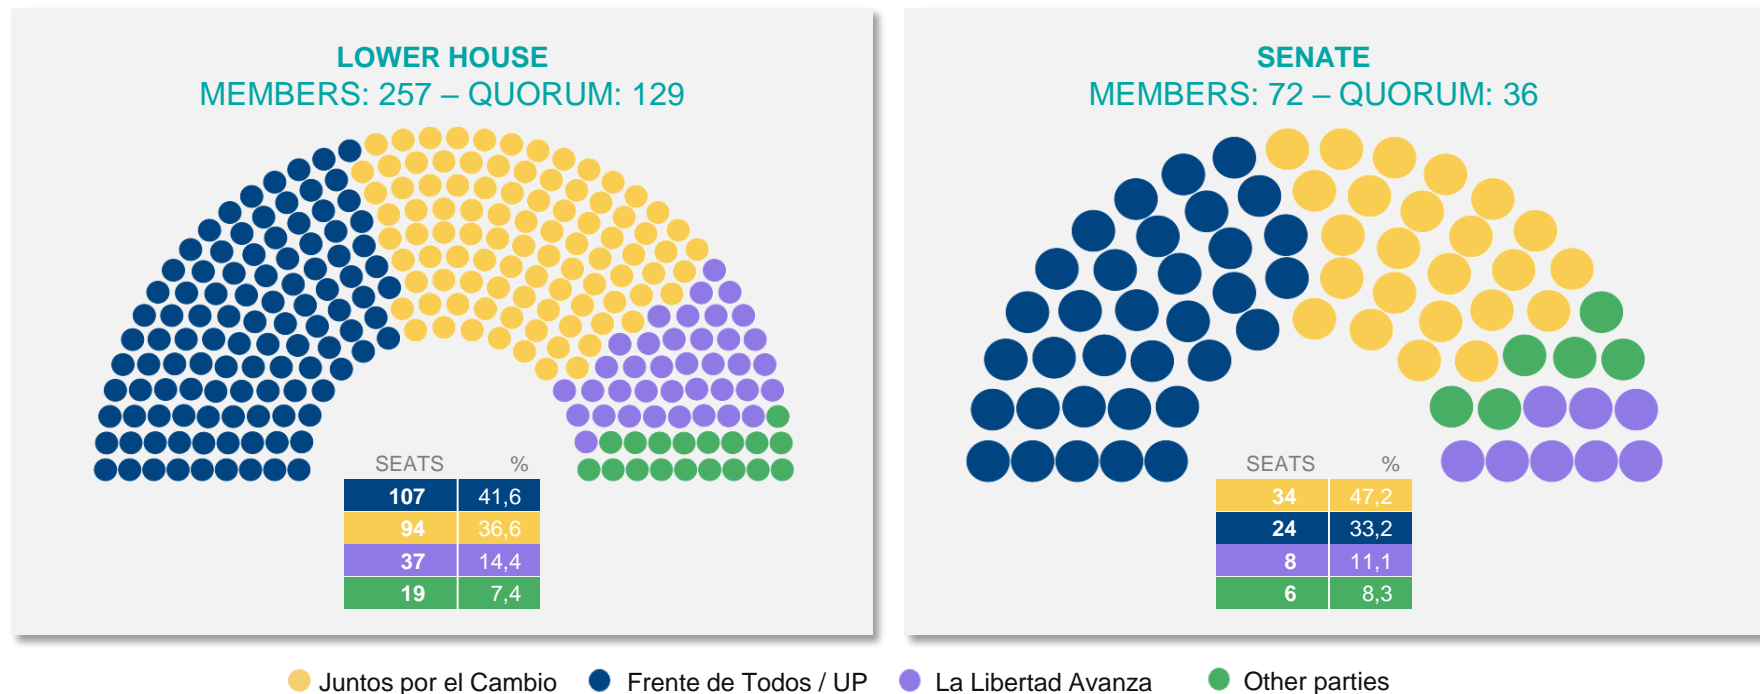 LOWER HOUSE
MEMBERS: 257 – QUORUM: 129
SEATS %
107 41,6
94 36,6
37 14,4
19 7,4
SENATE
MEMBERS: 72 – QUORUM: 36
SEATS %
34 47,2
24 33,2
8 11,1
6 8,3
Juntos por el Cambio Frente de Todos / UP La Libertad Avanza Other parties